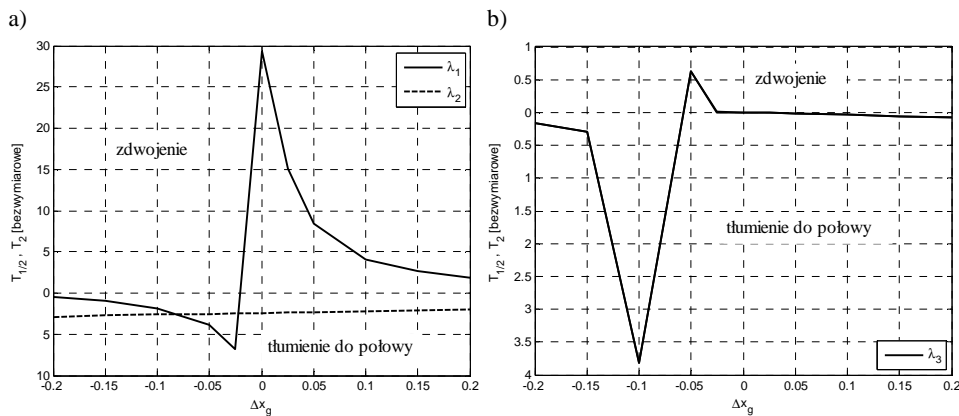 a)
30
25
20
15
10
5
0
5
10
T1/2 , T2 [bezwymiarowe]
zdwojenie
tłumienie do połowy
λ1
λ2
-0.2 -0.15 -0.1 -0.05 0 0.05 0.1 0.15 0.2
Δxg
b)
1
0.5
0
0.5
1
1.5
2
2.5
3
3.5
4
T1/2 , T2 [bezwymiarowe]
zdwojenie
tłumienie do połowy
λ3
-0.2 -0.15 -0.1 -0.05 0 0.05 0.1 0.15 0.2
Δxg